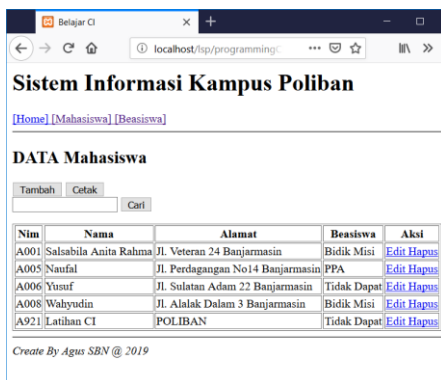 Belajar CI
localhost/lsp/programming
Sistem Informasi Kampus Poliban
[Home] [Mahasiswa] [Beasiswa]
DATA Mahasiswa
Tambah Cetak
Cari
Nim Nama Alamat Beasiswa Aksi
A001 Salsabila Anita Rahma Jl. Veteran 24 Banjarmasin Bidik Misi Edit Hapus
A005 Naufal Jl. Perdagangan No14 Banjarmasin PPA Edit Hapus
A006 Yusuf Jl. Sulatan Adam 22 Banjarmasin Tidak Dapat Edit Hapus
A008 Wahyudin Jl. Alalak Dalam 3 Banjarmasin Bidik Misi Edit Hapus
A921 Latihan CI POLIBAN Tidak Dapat Edit Hapus
Create By Agus SBN @ 2019